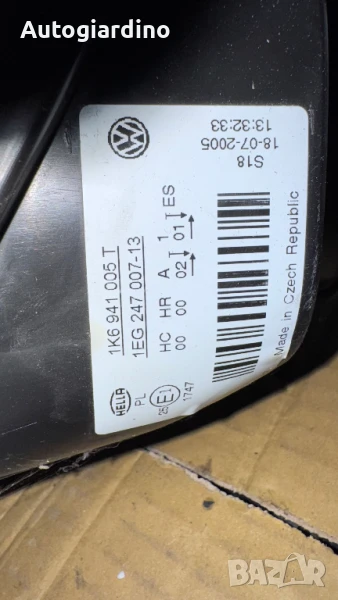 Autogiardino
S18
18-07-2005
13:32:33
1K6 941 005 T
1EG 247 007-13
HC HR A 1 ES
00 00 02 01
HELLA
PL
26 E1
1747
Made in Czech Republic
BAZAR